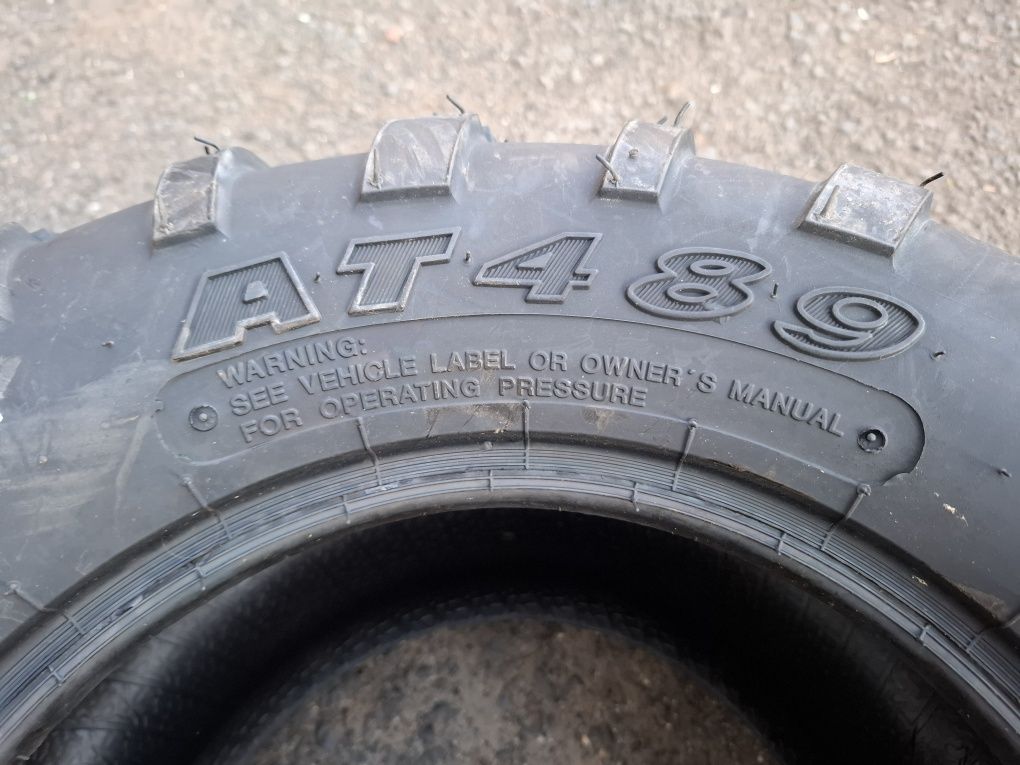 AT489
WARNING:
SEE VEHICLE LABEL OR OWNER´S MANUAL
FOR OPERATING PRESSURE